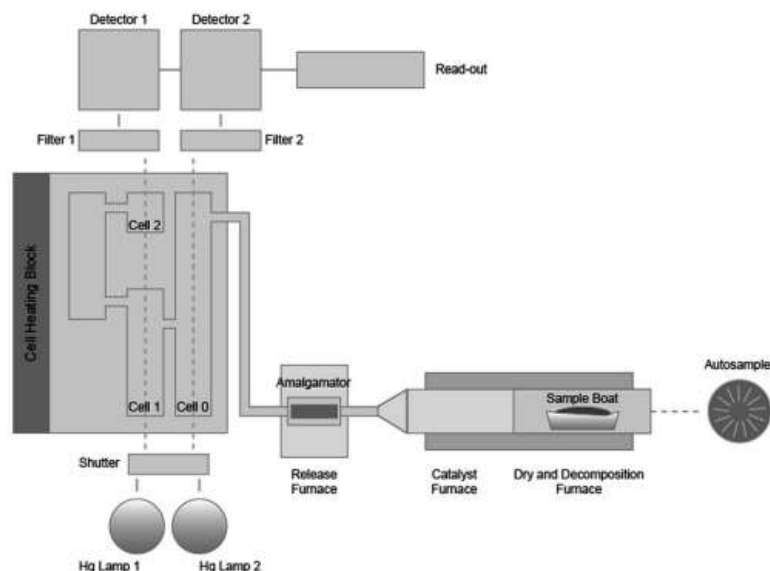 Detector 1
Detector 2
Read-out
Filter 1
Filter 2
Cell Heating Block
Cell 2
Cell 1
Cell 0
Amalgamator
Sample Boat
Autosample
Shutter
Release
Furnace
Catalyst
Furnace
Dry and Decomposition
Furnace
Hg Lamp 1
Hg Lamp 2